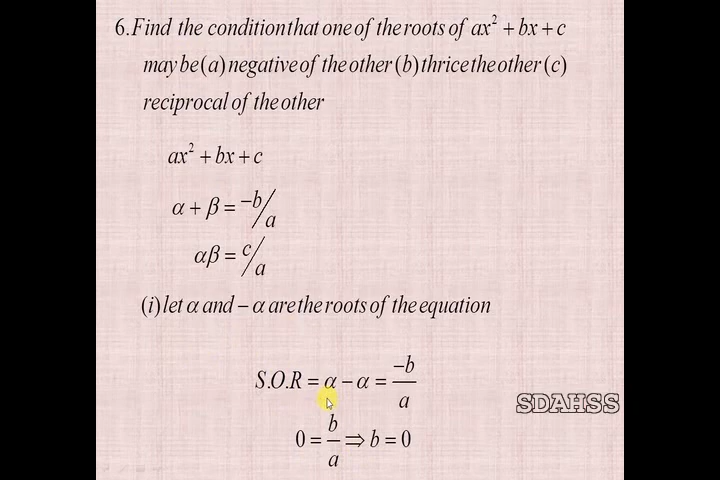 6. Find the condition that one of the roots of ax² + bx + c
may be (a) negative of the other (b) thrice the other (c)
reciprocal of the other
ax² + bx + c
α + β = -b/a
αβ = c/a
(i) let α and - α are the roots of the equation
S.O.R = α - α = -b/a
0 = b/a ⇒ b = 0
SDAHSS